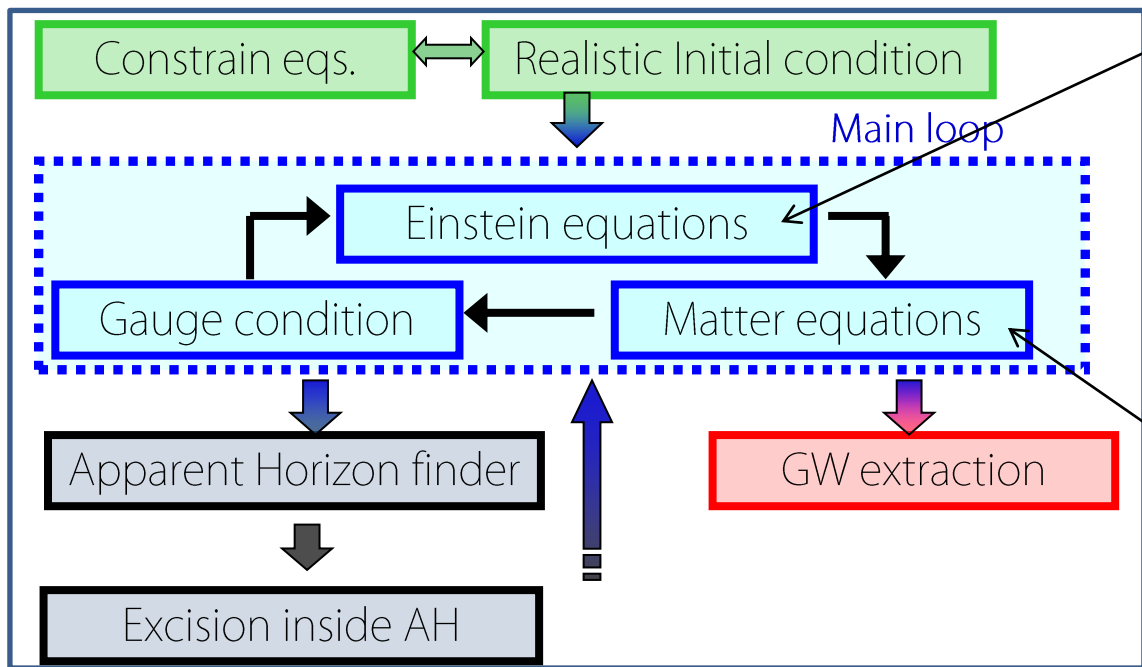 Constrain eqs.
Realistic Initial condition
Main loop
Einstein equations
Gauge condition
Matter equations
Apparent Horizon finder
GW extraction
Excision inside AH